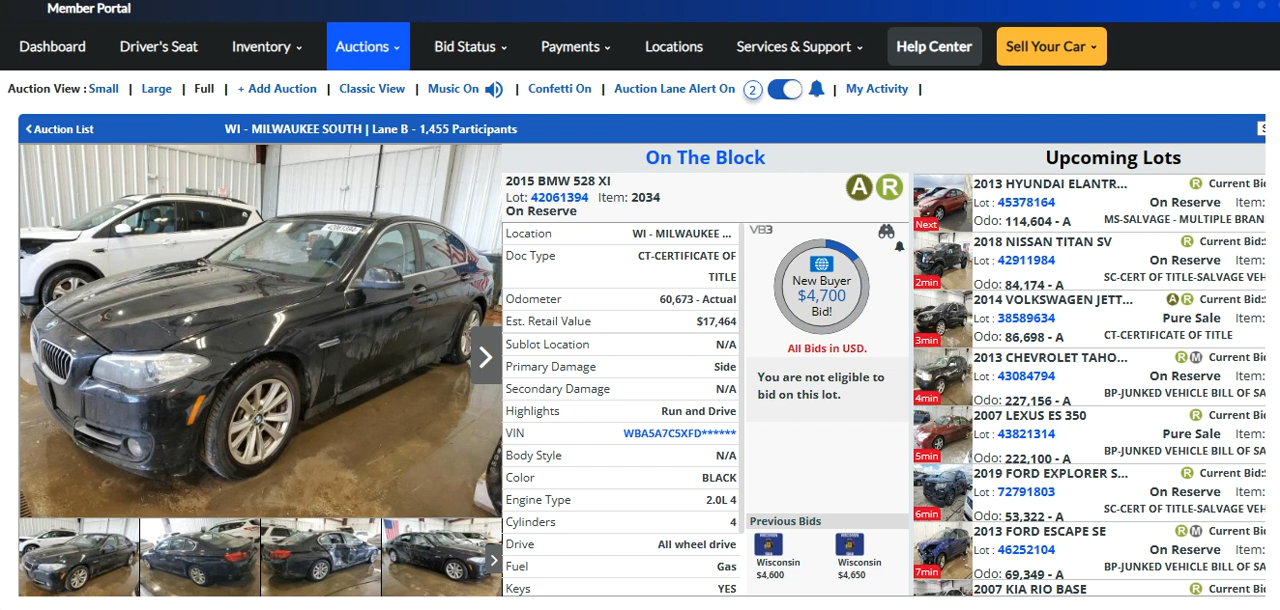 Member Portal
Dashboard Driver's Seat Inventory Auctions Bid Status Payments Locations Services & Support Help Center Sell Your Car
Auction View : Small | Large | Full | + Add Auction | Classic View | Music On | Confetti On | Auction Lane Alert On 2 | My Activity |
Auction List WI - MILWAUKEE SOUTH | Lane B - 1,455 Participants
On The Block
2015 BMW 528 XI
Lot: 42061394 Item: 2034
On Reserve
A R
Location WI - MILWAUKEE ...
Doc Type CT-CERTIFICATE OF
TITLE
Odometer 60,673 - Actual
Est. Retail Value $17,464
Sublot Location N/A
Primary Damage Side
Secondary Damage N/A
Highlights Run and Drive
VIN WBA5A7C5XFD******
Body Style N/A
Color BLACK
Engine Type 2.0L 4
Cylinders 4
Drive All wheel drive
Fuel Gas
Keys YES
VB3
New Buyer
$4,700
Bid!
All Bids in USD.
You are not eligible to
bid on this lot.
Previous Bids
Wisconsin
$4,600
Wisconsin
$4,650
Upcoming Lots
2013 HYUNDAI ELANTR... R Current Bid
Lot : 45378164 On Reserve Item:
Odo: 114,604 - A MS-SALVAGE - MULTIPLE BRAN
Next
2018 NISSAN TITAN SV R Current Bid:
Lot : 42911984 On Reserve Item:
Odo: 84,174 - A SC-CERT OF TITLE-SALVAGE VEH
2min
2014 VOLKSWAGEN JETT... A R Current Bid:
Lot : 38589634 Pure Sale Item:
Odo: 86,698 - A CT-CERTIFICATE OF TITLE
3min
2013 CHEVROLET TAHO... R M Current Bid
Lot : 43084794 On Reserve Item:
Odo: 227,156 - A BP-JUNKED VEHICLE BILL OF SA
4min
2007 LEXUS ES 350 R Current Bid
Lot : 43821314 Pure Sale Item:
Odo: 222,100 - A BP-JUNKED VEHICLE BILL OF SA
5min
2019 FORD EXPLORER S... R Current Bid:
Lot : 72791803 On Reserve Item:
Odo: 53,322 - A SC-CERT OF TITLE-SALVAGE VEH
6min
2013 FORD ESCAPE SE R M Current Bid
Lot : 46252104 On Reserve Item:
Odo: 69,349 - A BP-JUNKED VEHICLE BILL OF SA
7min
2007 KIA RIO BASE R Current Bid